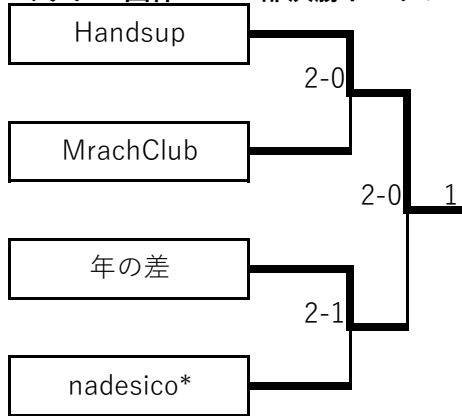 Handsup
2-0
MrachClub
2-0 1
年の差
2-1
nadesico*